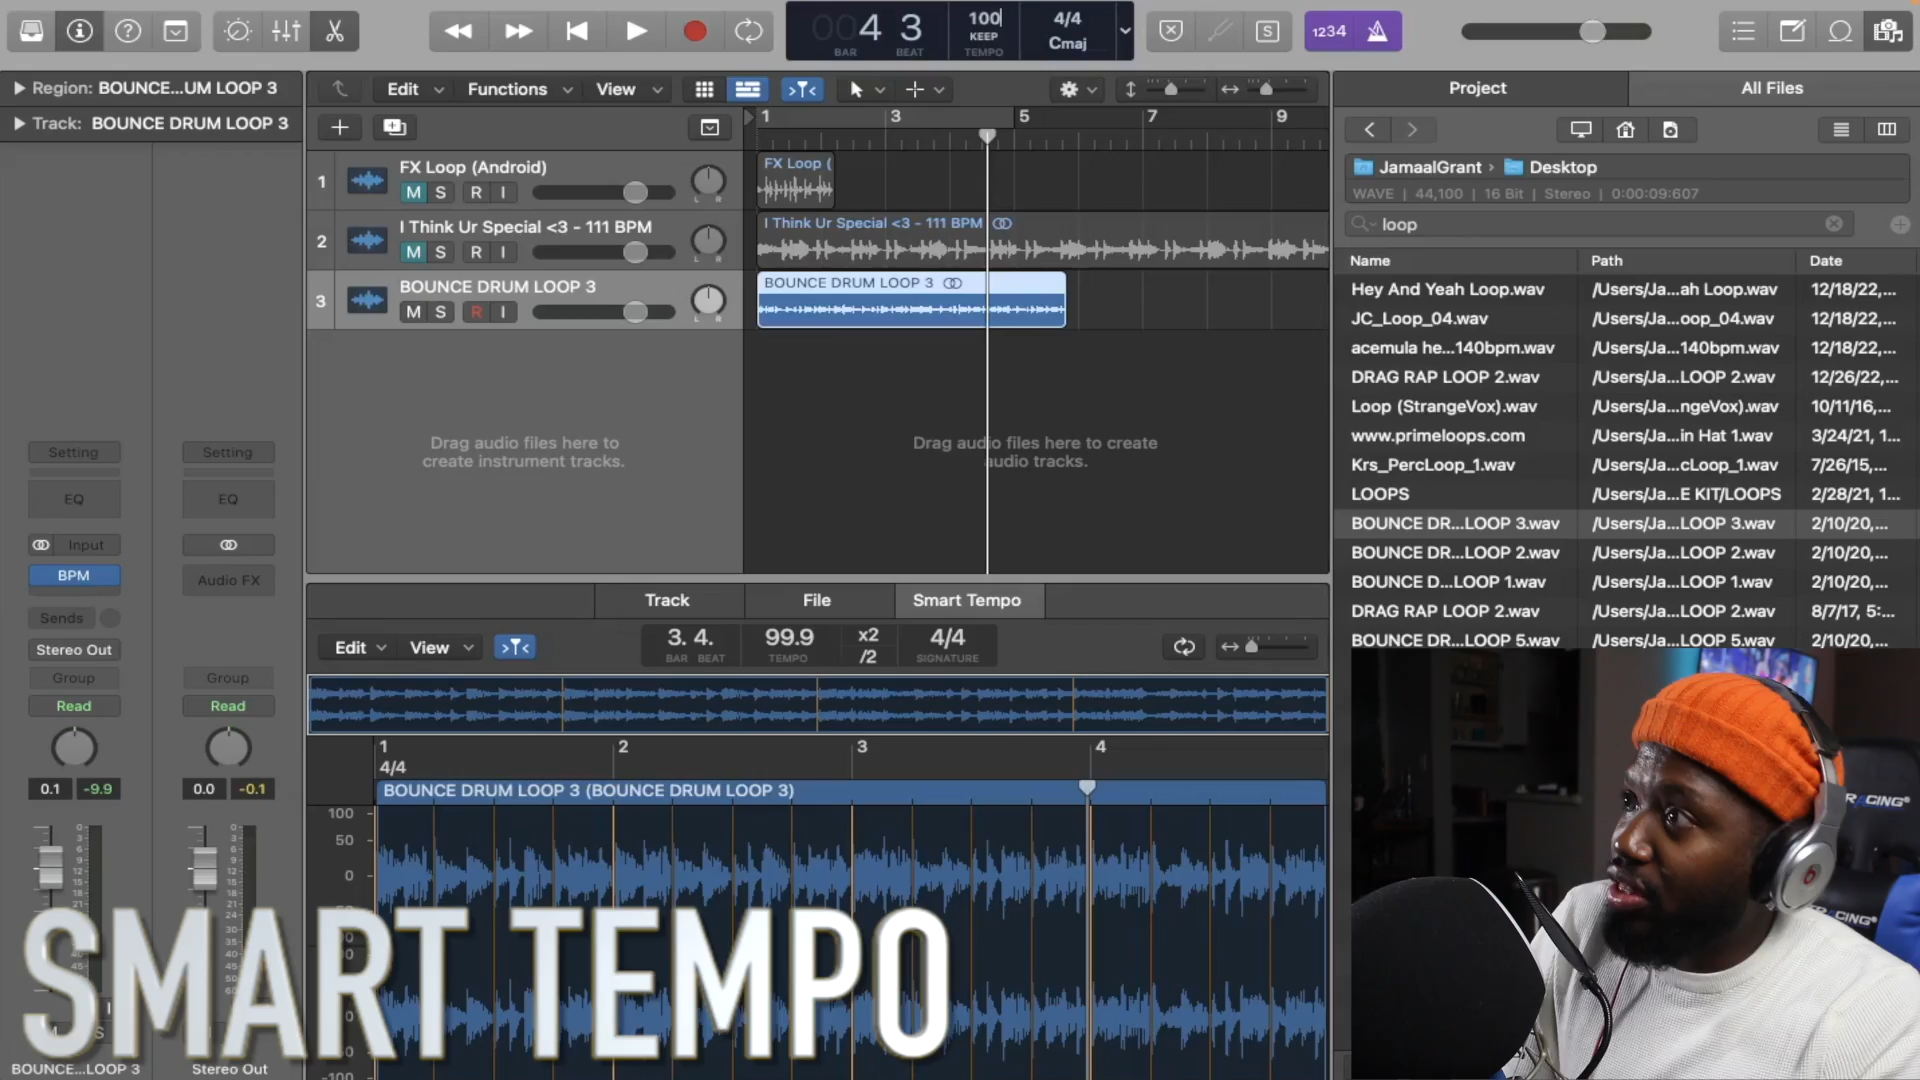 4 3
BAR BEAT
100
KEEP
TEMPO
4/4
Cmaj
S
1234
Region: BOUNCE...UM LOOP 3
Track: BOUNCE DRUM LOOP 3
Edit Functions View
1 3 5 7 9
1 FX Loop (Android)
M S R I
L R
FX Loop (
2 I Think Ur Special <3 - 111 BPM
M S R I
L R
I Think Ur Special <3 - 111 BPM
3 BOUNCE DRUM LOOP 3
M S R I
L R
BOUNCE DRUM LOOP 3
Drag audio files here to
create instrument tracks.
Drag audio files here to create
audio tracks.
Setting Setting
EQ EQ
Input
BPM Audio FX
Sends
Stereo Out
Group Group
Read Read
0.1 -9.9 0.0 -0.1
BOUNCE...LOOP 3 Stereo Out
Track File Smart Tempo
Edit View
3. 4.
BAR BEAT
99.9
TEMPO
x2
/2
4/4
SIGNATURE
1 2 3 4
4/4
BOUNCE DRUM LOOP 3 (BOUNCE DRUM LOOP 3)
100
50
0
-100
Project All Files
JamaalGrant › Desktop
WAVE | 44,100 | 16 Bit | Stereo | 0:00:09:607
loop
Name Path Date
Hey And Yeah Loop.wav /Users/Ja...ah Loop.wav 12/18/22,...
JC_Loop_04.wav /Users/Ja...oop_04.wav 12/18/22,...
acemula he...140bpm.wav /Users/Ja...140bpm.wav 12/18/22,...
DRAG RAP LOOP 2.wav /Users/Ja...LOOP 2.wav 12/26/22,...
Loop (StrangeVox).wav /Users/Ja...ngeVox).wav 10/11/16,...
www.primeloops.com /Users/Ja...in Hat 1.wav 3/24/21, 1...
Krs_PercLoop_1.wav /Users/Ja...cLoop_1.wav 7/26/15,...
LOOPS /Users/Ja...E KIT/LOOPS 2/28/21, 1...
BOUNCE DR...LOOP 3.wav /Users/Ja...LOOP 3.wav 2/10/20,...
BOUNCE DR...LOOP 2.wav /Users/Ja...LOOP 2.wav 2/10/20,...
BOUNCE D...LOOP 1.wav /Users/Ja...LOOP 1.wav 2/10/20,...
DRAG RAP LOOP 2.wav /Users/Ja...LOOP 2.wav 8/7/17, 5:...
BOUNCE DR...LOOP 5.wav /Users/Ja...LOOP 5.wav 2/10/20,...
SMART TEMPO